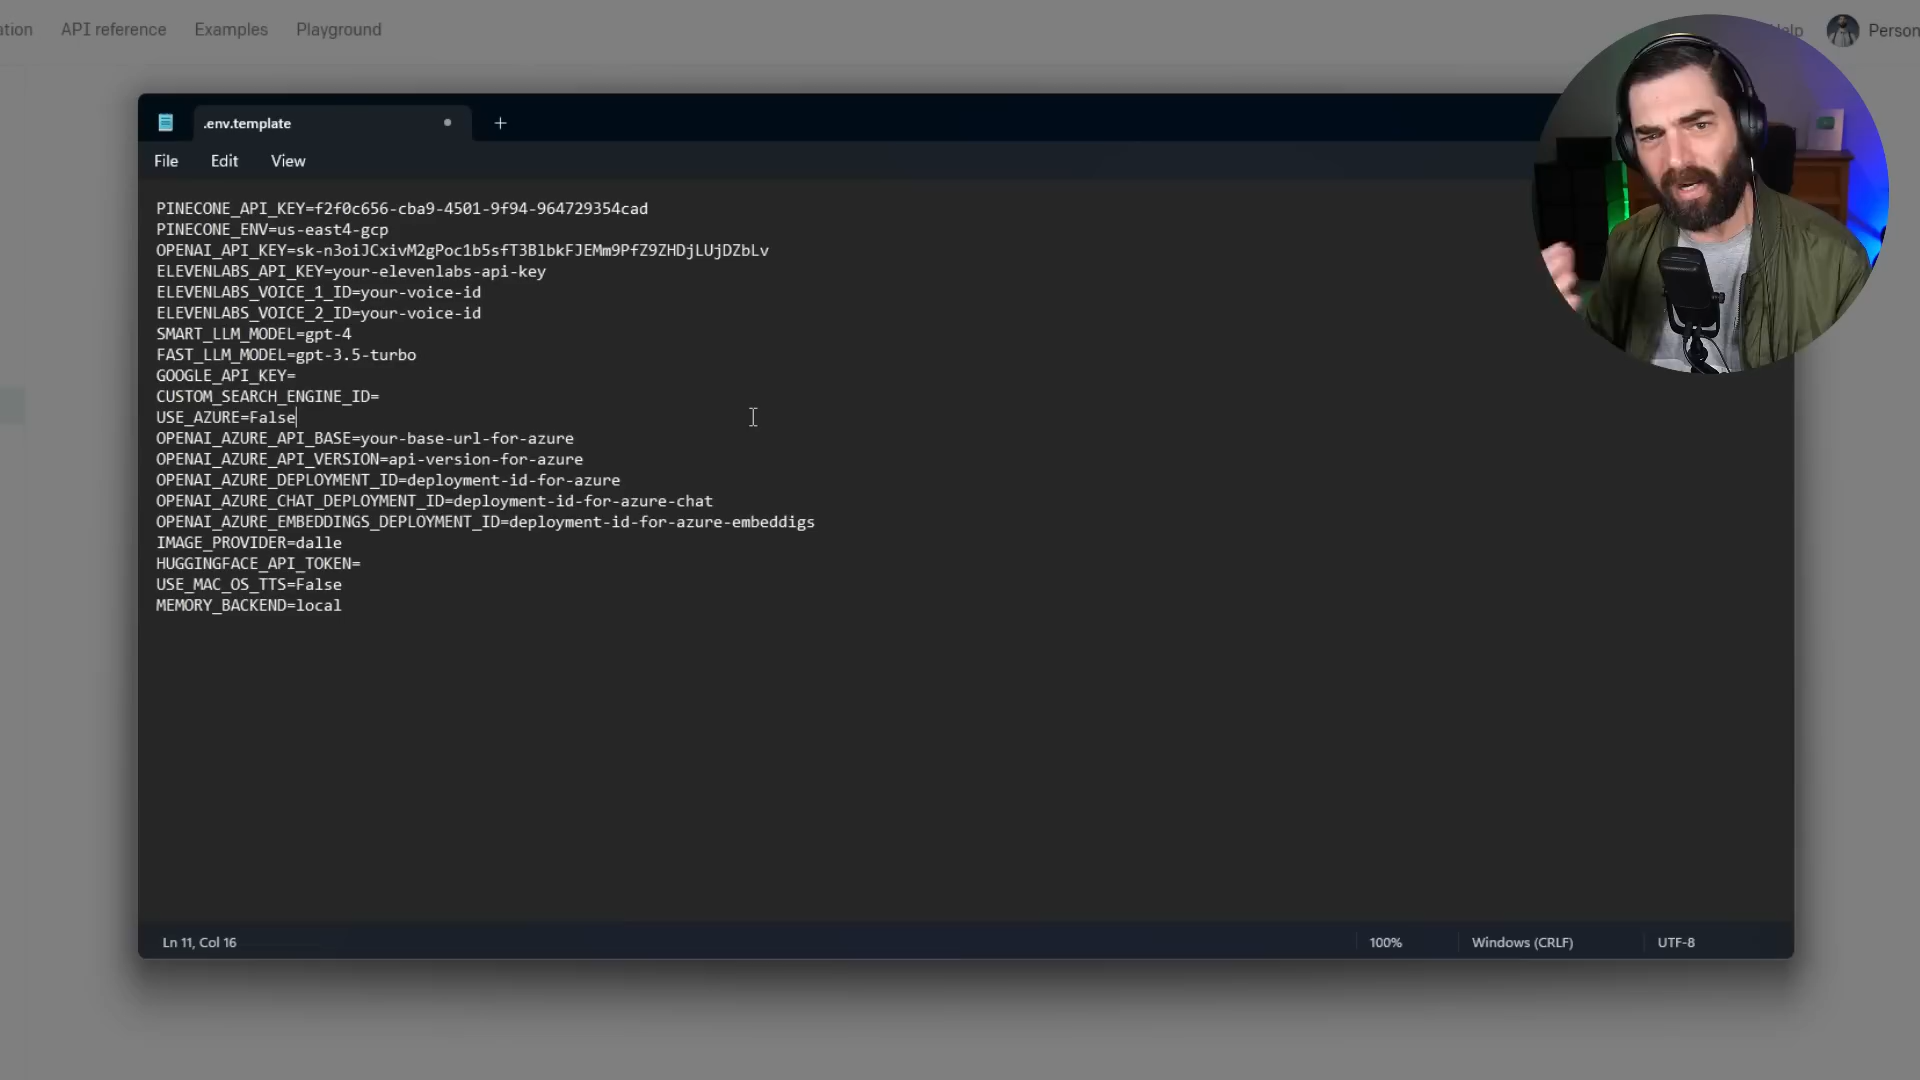 ation API reference Examples Playground Help Person
.env.template
File Edit View
PINECONE_API_KEY=f2f0c656-cba9-4501-9f94-964729354cad
PINECONE_ENV=us-east4-gcp
OPENAI_API_KEY=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
ELEVENLABS_API_KEY=your-elevenlabs-api-key
ELEVENLABS_VOICE_1_ID=your-voice-id
ELEVENLABS_VOICE_2_ID=your-voice-id
SMART_LLM_MODEL=gpt-4
FAST_LLM_MODEL=gpt-3.5-turbo
GOOGLE_API_KEY=
CUSTOM_SEARCH_ENGINE_ID=
USE_AZURE=False
OPENAI_AZURE_API_BASE=your-base-url-for-azure
OPENAI_AZURE_API_VERSION=api-version-for-azure
OPENAI_AZURE_DEPLOYMENT_ID=deployment-id-for-azure
OPENAI_AZURE_CHAT_DEPLOYMENT_ID=deployment-id-for-azure-chat
OPENAI_AZURE_EMBEDDINGS_DEPLOYMENT_ID=deployment-id-for-azure-embeddigs
IMAGE_PROVIDER=dalle
HUGGINGFACE_API_TOKEN=
USE_MAC_OS_TTS=False
MEMORY_BACKEND=local
Ln 11, Col 16 100% Windows (CRLF) UTF-8